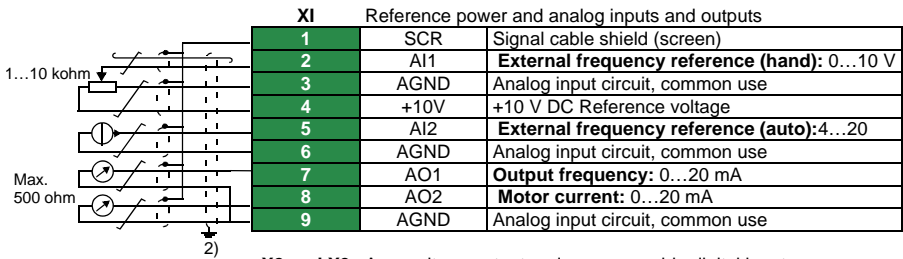 XI Reference power and analog inputs and outputs
1 SCR Signal cable shield (screen)
2 AI1 External frequency reference (hand): 0…10 V
1…10 kohm
3 AGND Analog input circuit, common use
4 +10V +10 V DC Reference voltage
5 AI2 External frequency reference (auto):4…20
6 AGND Analog input circuit, common use
7 AO1 Output frequency: 0…20 mA
Max.
500 ohm
8 AO2 Motor current: 0…20 mA
9 AGND Analog input circuit, common use
2)